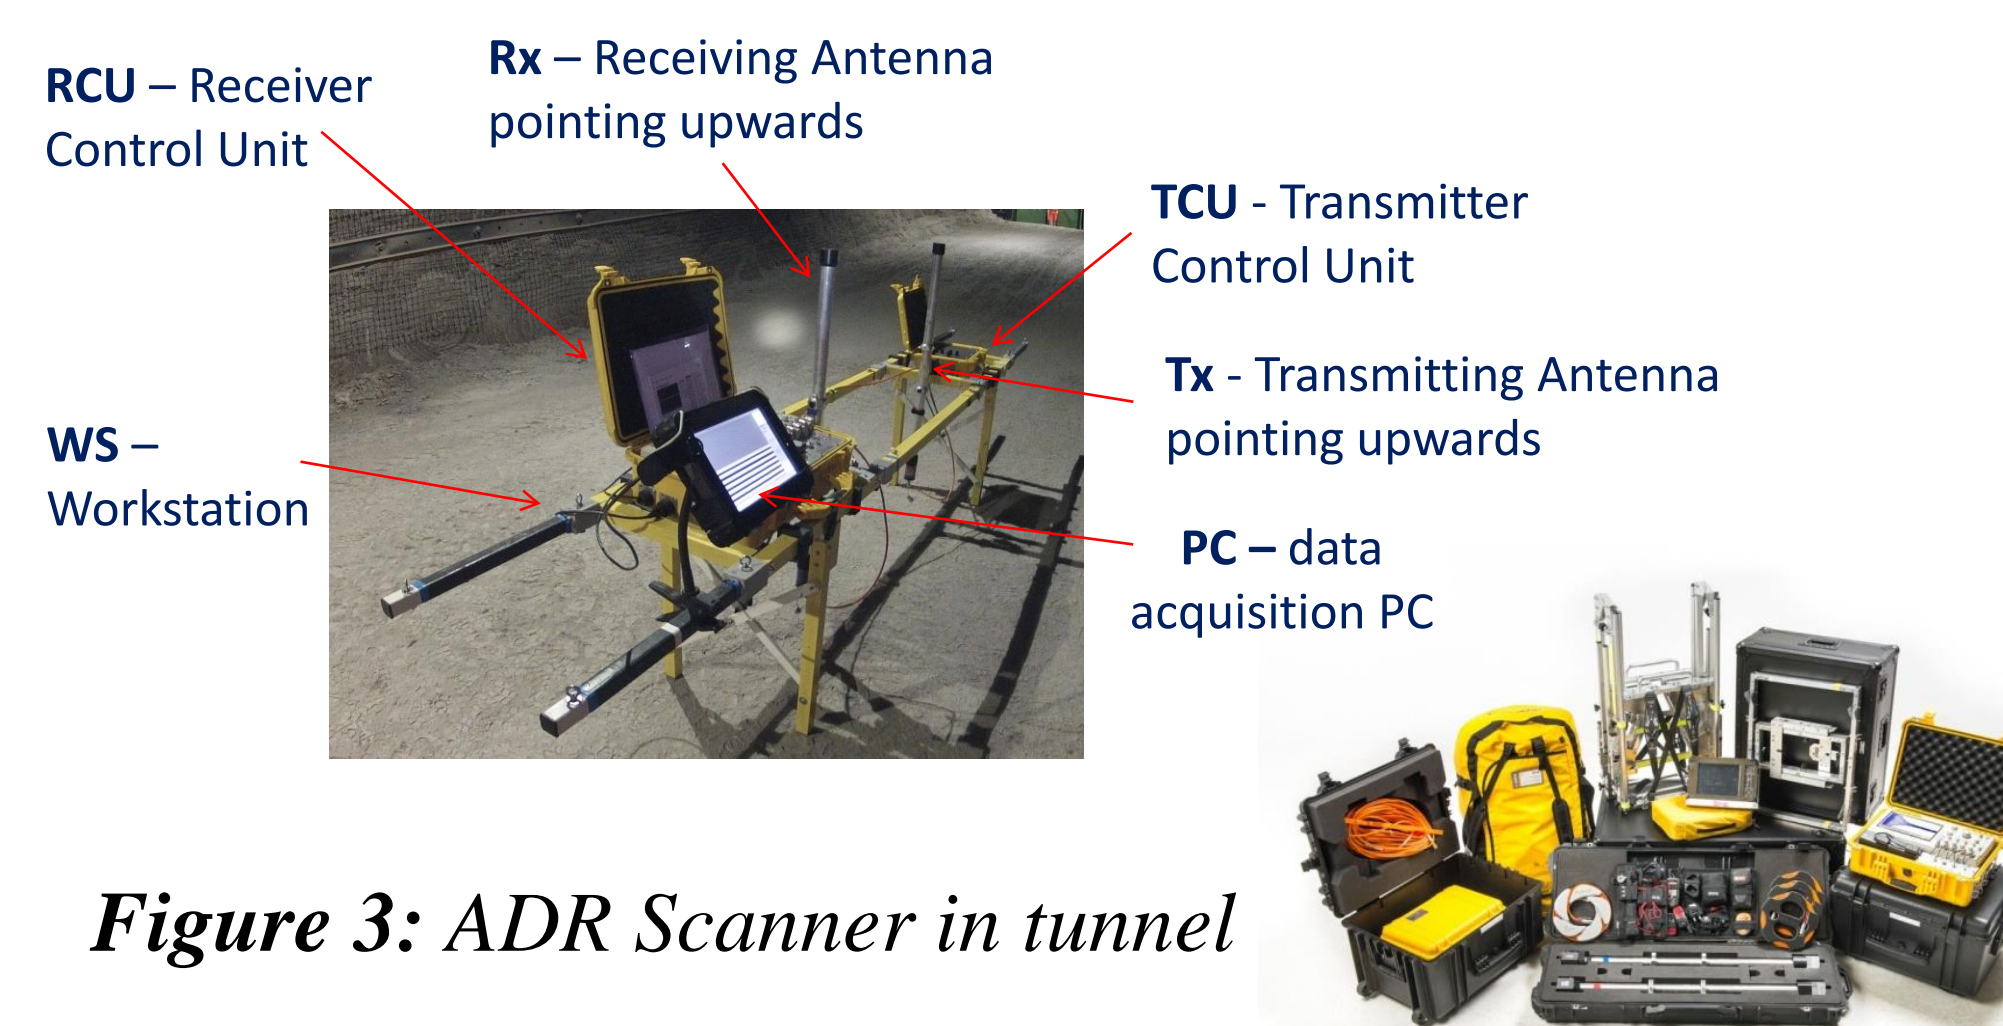 RCU – Receiver
Control Unit
Rx – Receiving Antenna
pointing upwards
TCU - Transmitter
Control Unit
Tx - Transmitting Antenna
pointing upwards
WS –
Workstation
PC – data
acquisition PC
Figure 3: ADR Scanner in tunnel